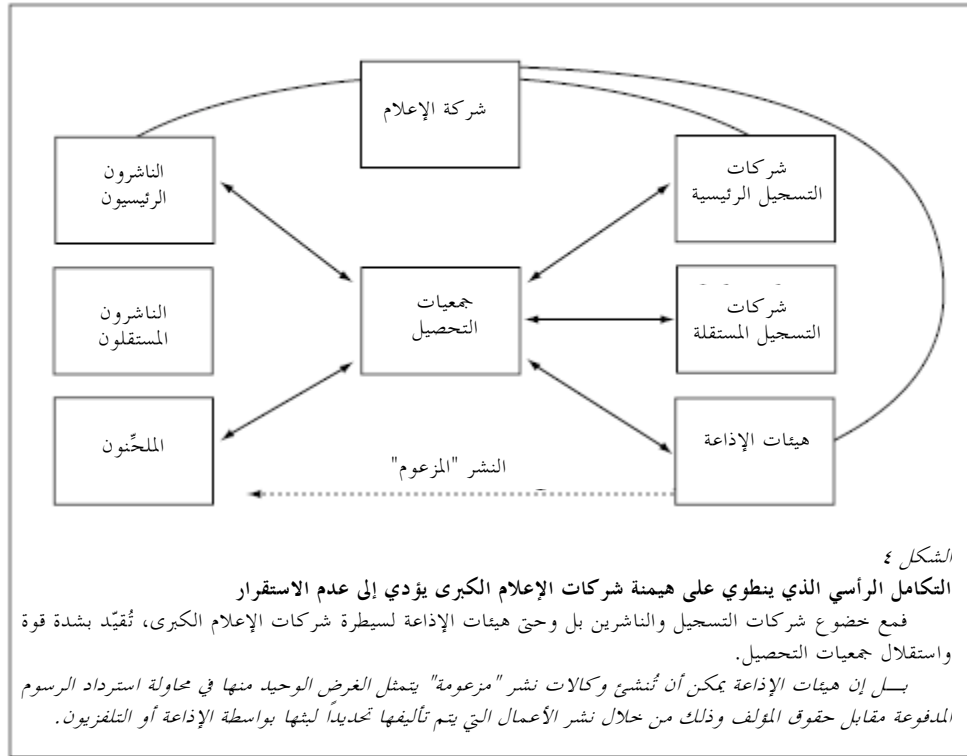 شركة الإعلام
شركات
التسجيل الرئيسية
الناشرون
الرئيسيون
شركات
التسجيل المستقلة
جمعيات
التحصيل
الناشرون
المستقلون
هيئات الإذاعة
الملحِّنون
النشر "المزعوم"
الشكل ٤
التكامل الرأسي الذي ينطوي على هيمنة شركات الإعلام الكبرى يؤدي إلى عدم الاستقرار
فمع خضوع شركات التسجيل والناشرين بل وحتى هيئات الإذاعة لسيطرة شركات الإعلام الكبرى، تُقيّد بشدة قوة
واستقلال جمعيات التحصيل.
بـــل إن هيئات الإذاعة يمكن أن تُنشئ وكالات نشر "مزعومة" يتمثل الغرض الوحيد منها في محاولة استرداد الرسوم
المدفوعة مقابل حقوق المؤلف وذلك من خلال نشر الأعمال التي يتم تأليفها تحديداً لبثها بواسطة الإذاعة أو التلفزيون.